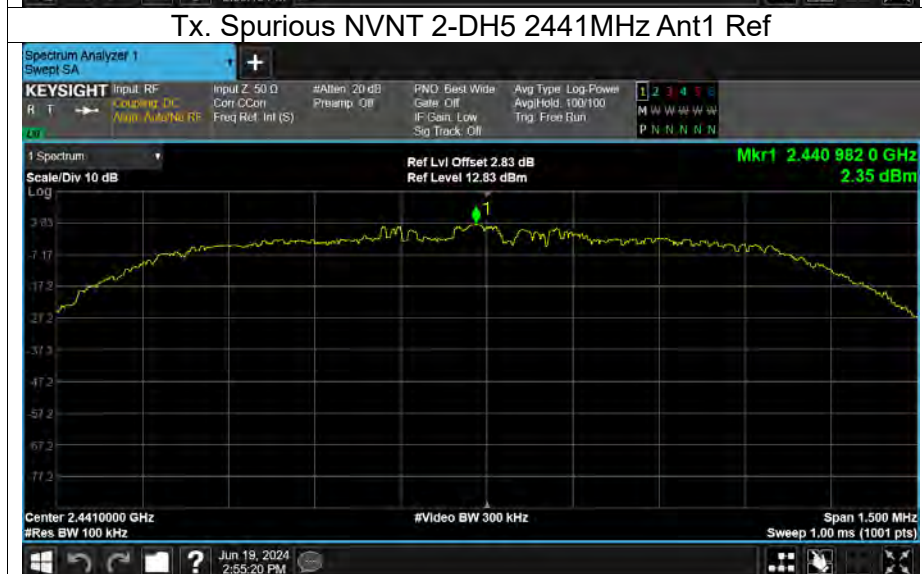 Tx. Spurious NVNT 2-DH5 2441MHz Ant1 Ref
Spectrum Analyzer 1
Swept SA
+
KEYSIGHT
R T
Input: RF
Coupling: DC
Align: Auto/No RF
Input Z: 50 Ω
Corr CCorr
Freq Ref: Int (S)
#Atten: 20 dB
Preamp: Off
PNO: Best Wide
Gate: Off
IF Gain: Low
Sig Track: Off
Avg Type: Log-Power
Avg|Hold: 100/100
Trig: Free Run
1 2 3 4 5 6
M W W W W W
P N N N N N
1 Spectrum
Scale/Div 10 dB
Log
Ref Lvl Offset 2.83 dB
Ref Level 12.83 dBm
Mkr1 2.440 982 0 GHz
2.35 dBm
1
2.83
-7.17
-17.2
-27.2
-37.2
-47.2
-57.2
-67.2
-77.2
Center 2.4410000 GHz
#Res BW 100 kHz
#Video BW 300 kHz
Span 1.500 MHz
Sweep 1.00 ms (1001 pts)
?
Jun 19, 2024
2:55:20 PM